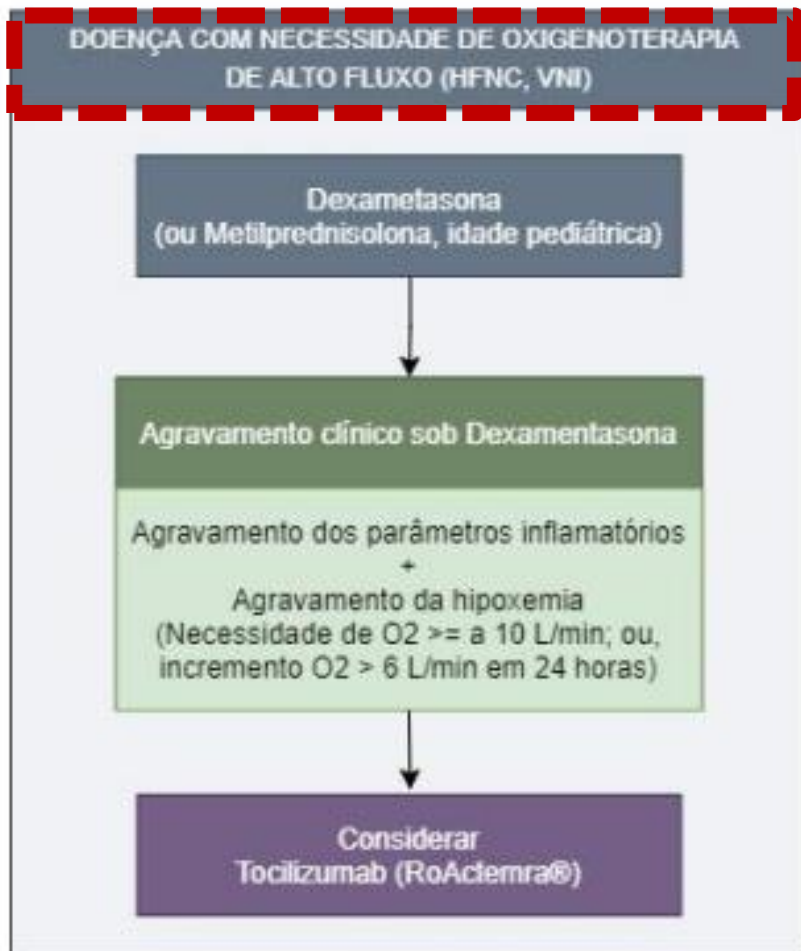 DOENÇA COM NECESSIDADE DE OXIGENOTERAPIA
DE ALTO FLUXO (HFNC, VNI)
Dexametasona
(ou Metilprednisolona, idade pediátrica)
Agravamento clínico sob Dexamentasona
Agravamento dos parâmetros inflamatórios
+
Agravamento da hipoxemia
(Necessidade de O2 >= a 10 L/min; ou,
incremento O2 > 6 L/min em 24 horas)
Considerar
Tocilizumab (RoActemra®)